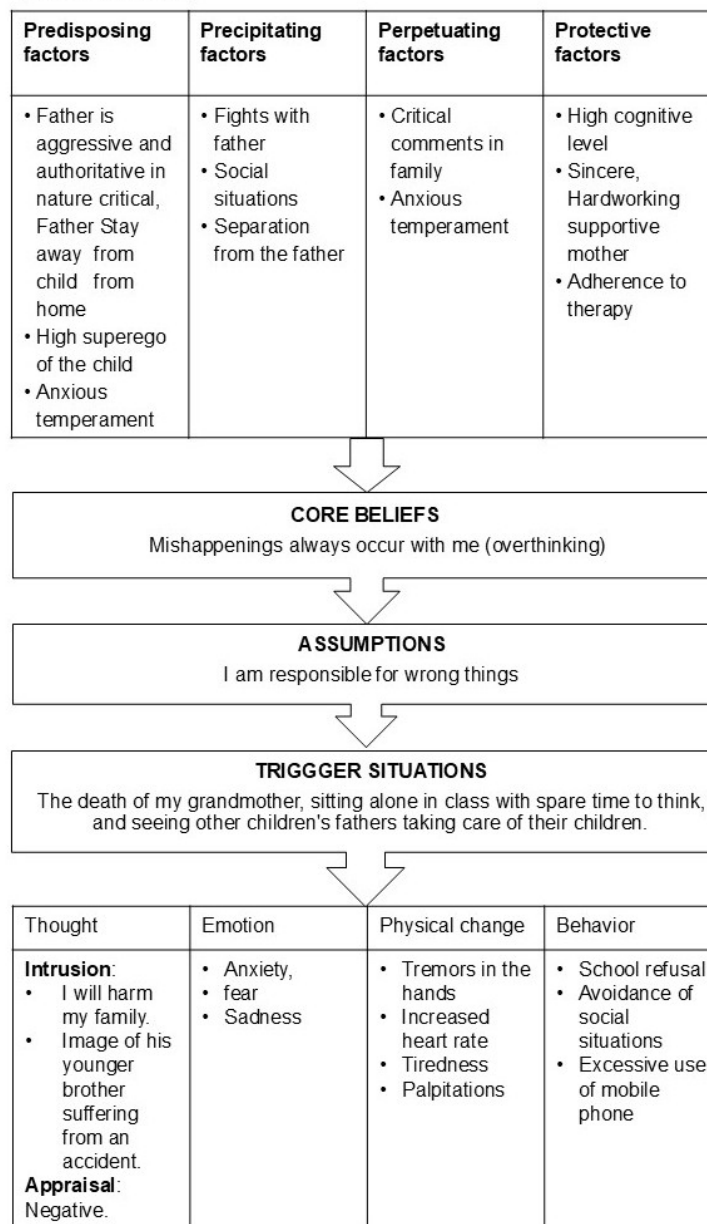 Predisposing
factors
• Father is
aggressive and
authoritative in
nature critical,
Father Stay
away from
child from
home
• High superego
of the child
• Anxious
temperament
Precipitating
factors
• Fights with
father
• Social
situations
• Separation
from the father
Perpetuating
factors
• Critical
comments in
family
• Anxious
temperament
Protective
factors
• High cognitive
level
• Sincere,
Hardworking
supportive
mother
• Adherence to
therapy
CORE BELIEFS
Mishappenings always occur with me (overthinking)
ASSUMPTIONS
I am responsible for wrong things
TRIGGGER SITUATIONS
The death of my grandmother, sitting alone in class with spare time to think,
and seeing other children's fathers taking care of their children.
Thought
Intrusion:
• I will harm
my family.
• Image of his
younger
brother
suffering
from an
accident.
Appraisal:
Negative.
Emotion
• Anxiety,
• fear
• Sadness
Physical change
• Tremors in the
hands
• Increased
heart rate
• Tiredness
• Palpitations
Behavior
• School refusal
• Avoidance of
social
situations
• Excessive use
of mobile
phone